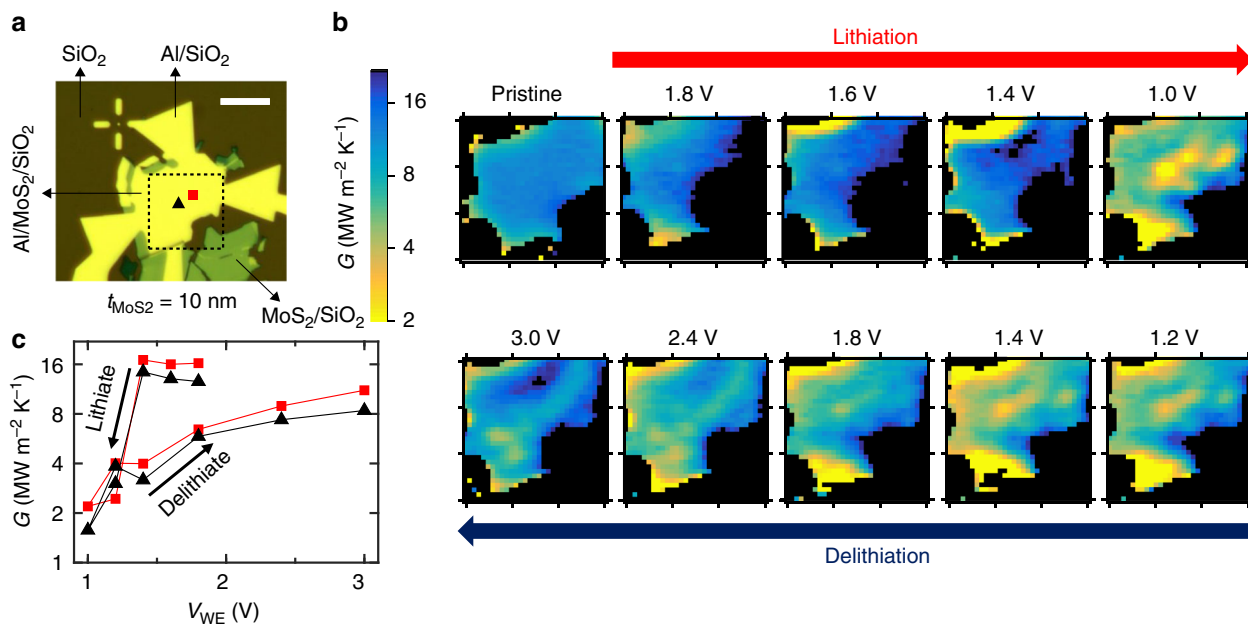 a
SiO2
Al/SiO2
Al/MoS2/SiO2
tMoS2 = 10 nm
MoS2/SiO2
b
Lithiation
G (MW m−2 K−1)
16
8
4
2
Pristine
1.8 V
1.6 V
1.4 V
1.0 V
3.0 V
2.4 V
1.8 V
1.4 V
1.2 V
Delithiation
c
G (MW m−2 K−1)
16
8
4
2
1
Lithiate
Delithiate
1
2
3
VWE (V)